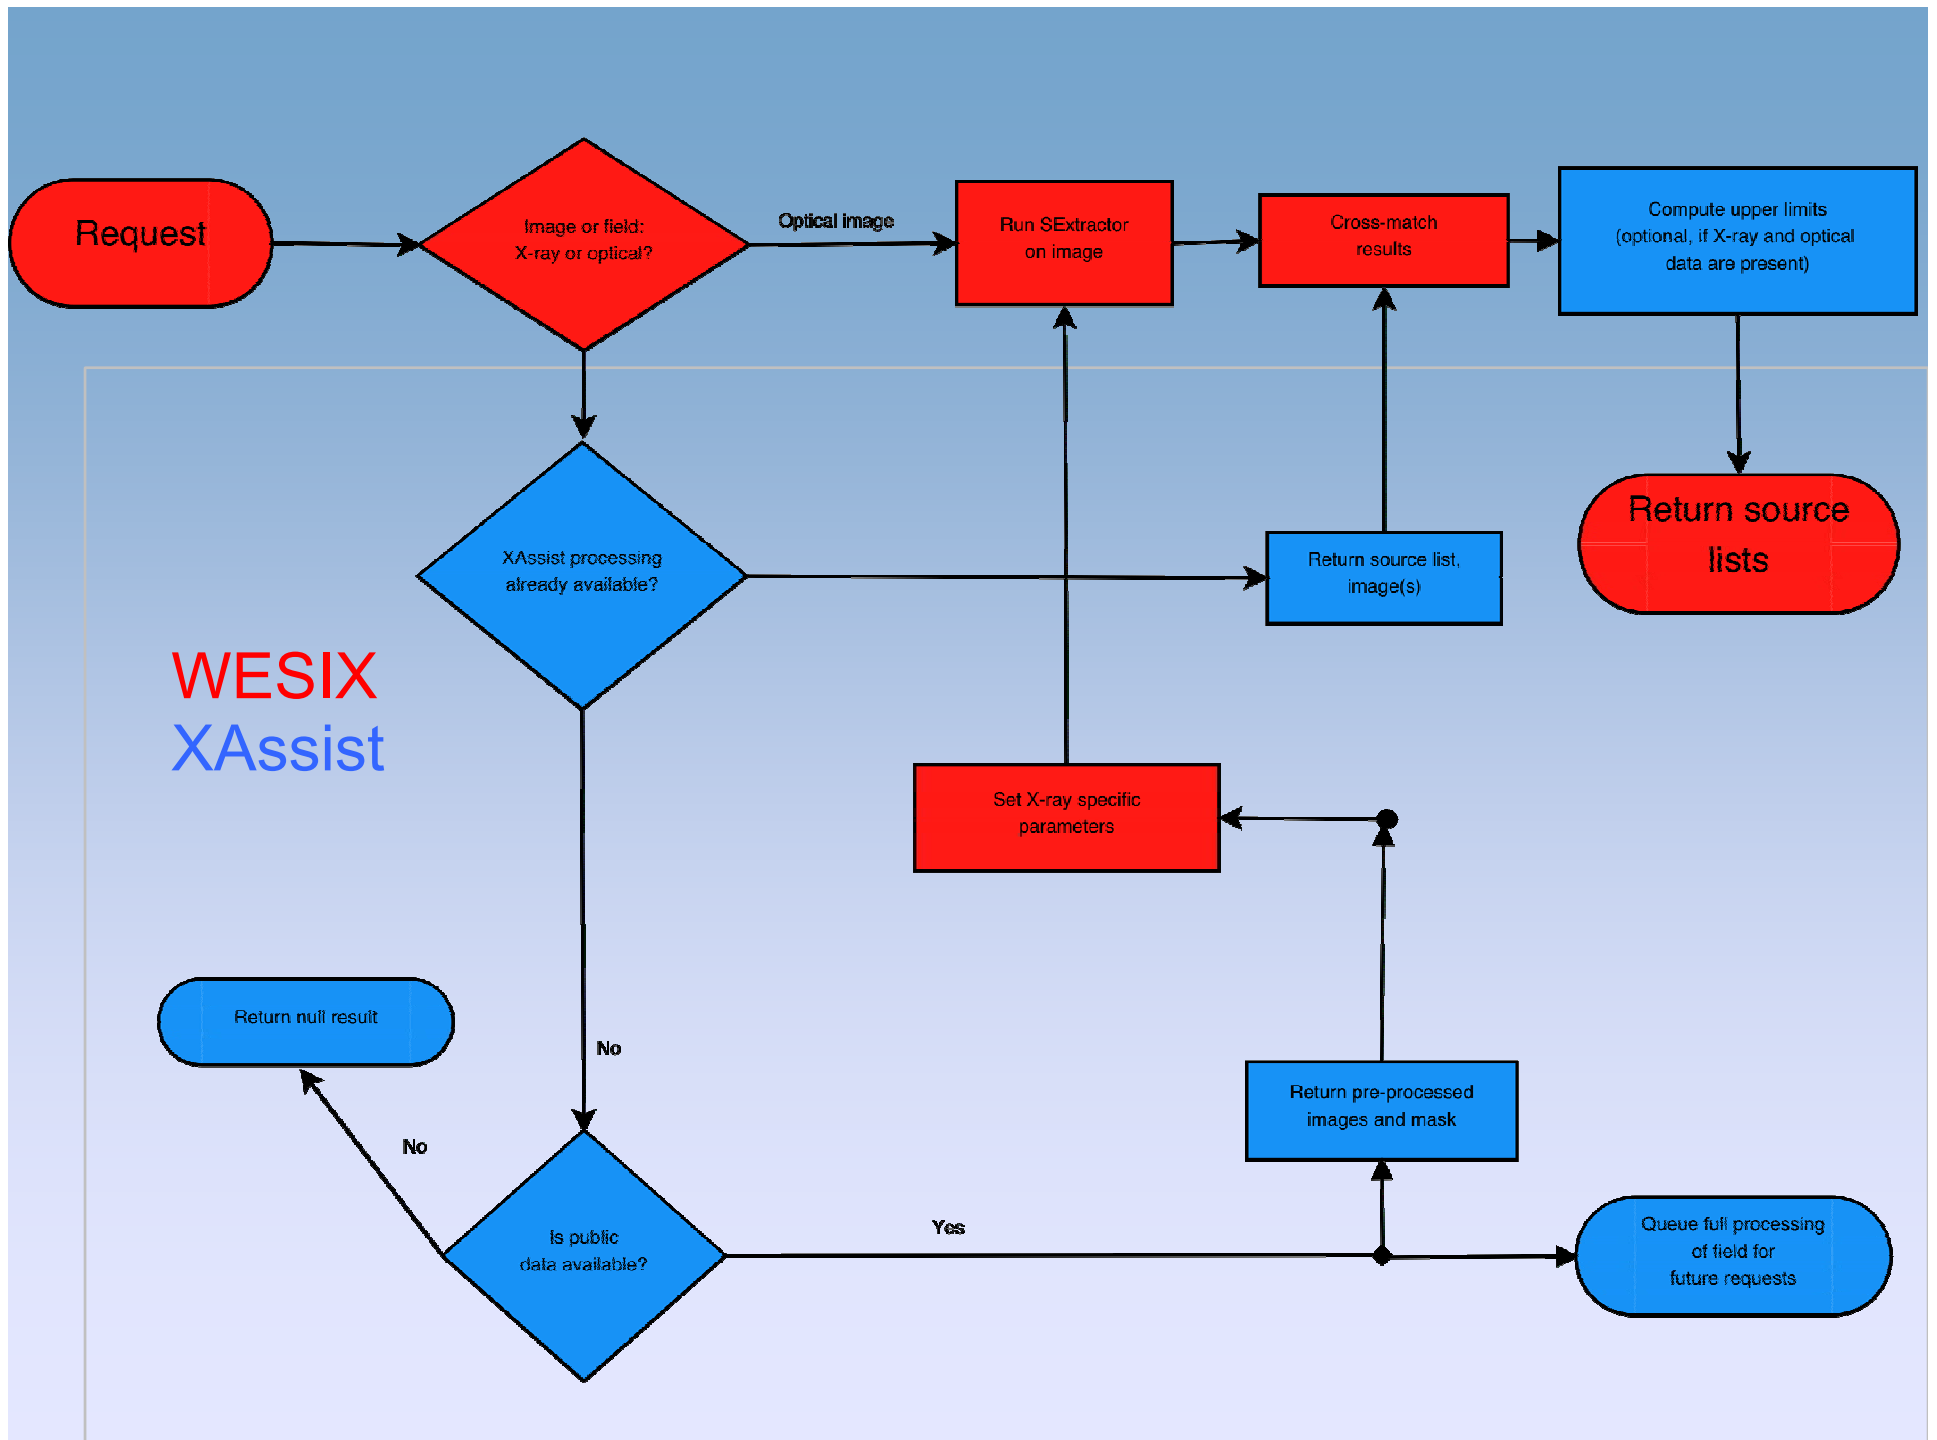 Request
Image or field:
X-ray or optical?
Optical image
Run SExtractor
on image
Cross-match
results
Compute upper limits
(optional, if X-ray and optical
data are present)
Return source
lists
XAssist processing
already available?
Return source list,
image(s)
WESIX
XAssist
Set X-ray specific
parameters
Return null result
No
No
Return pre-processed
images and mask
Is public
data available?
Yes
Queue full processing
of field for
future requests